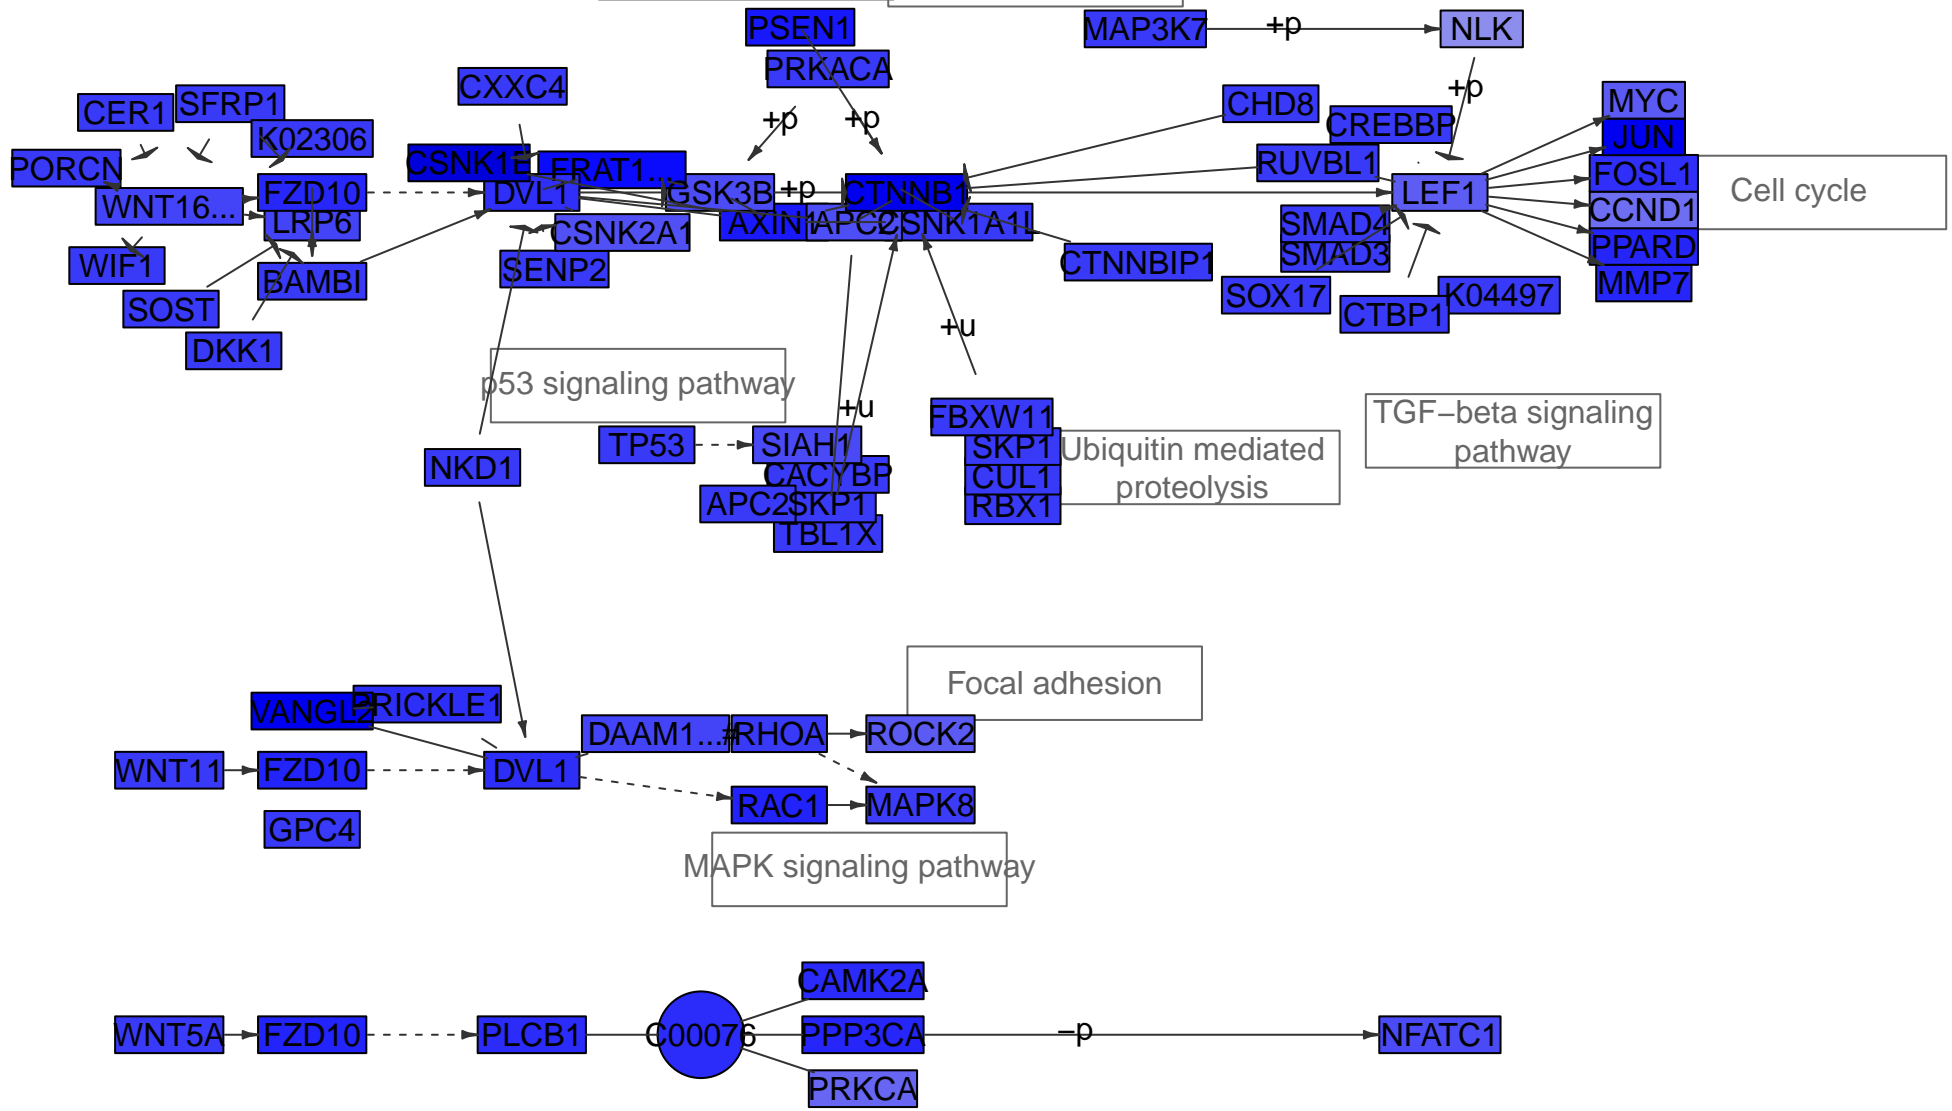 PSEN1
MAP3K7
+p
NLK
PRKACA
CXXC4
+p
CER1
SFRP1
+p
+p
CHD8
MYC
CREBBP
K02306
JUN
PORCN
CSNK1E
FRAT1...
RUVBL1
FOSL1
WNT16...
FZD10
DVL1
GSK3B
+p
CTNNB1
LEF1
Cell cycle
LRP6
CSNK2A1
AXIN1
APC2
CSNK1A1L
SMAD4
CCND1
WIF1
BAMBI
SENP2
CTNNBIP1
SMAD3
PPARD
SOST
SOX17
K04497
MMP7
CTBP1
DKK1
+u
p53 signaling pathway
+u
FBXW11
TGF−beta signaling
pathway
TP53
SIAH1
SKP1
Ubiquitin mediated
proteolysis
NKD1
CACYBP
CUL1
APC2
SKP1
RBX1
TBL1X
Focal adhesion
VANGL2
PRICKLE1
DAAM1...#
RHOA
ROCK2
WNT11
FZD10
DVL1
RAC1
MAPK8
GPC4
MAPK signaling pathway
CAMK2A
WNT5A
FZD10
PLCB1
C00076
PPP3CA
−p
NFATC1
PRKCA